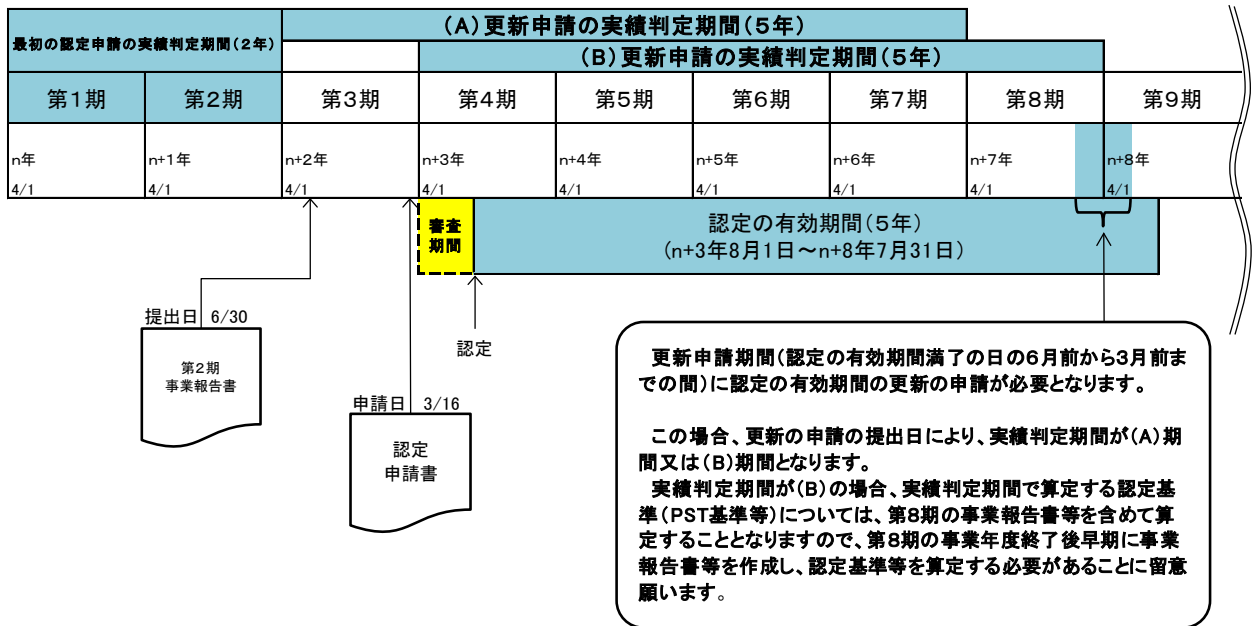 最初の認定申請の実績判定期間(2年)
(A)更新申請の実績判定期間(5年)
(B)更新申請の実績判定期間(5年)
第1期
第2期
第3期
第4期
第5期
第6期
第7期
第8期
第9期
n年
4/1
n+1年
4/1
n+2年
4/1
n+3年
4/1
n+4年
4/1
n+5年
4/1
n+6年
4/1
n+7年
4/1
n+8年
4/1
審査
期間
認定の有効期間(5年)
(n+3年8月1日～n+8年7月31日)
提出日 6/30
第2期
事業報告書
申請日 3/16
認定
申請書
認定
更新申請期間(認定の有効期間満了の日の6月前から3月前ま
での間)に認定の有効期間の更新の申請が必要となります。
この場合、更新の申請の提出日により、実績判定期間が(A)期
間又は(B)期間となります。
実績判定期間が(B)の場合、実績判定期間で算定する認定基
準(PST基準等)については、第8期の事業報告書等を含めて算
定することとなりますので、第8期の事業年度終了後早期に事業
報告書等を作成し、認定基準等を算定する必要があることに留意
願います。